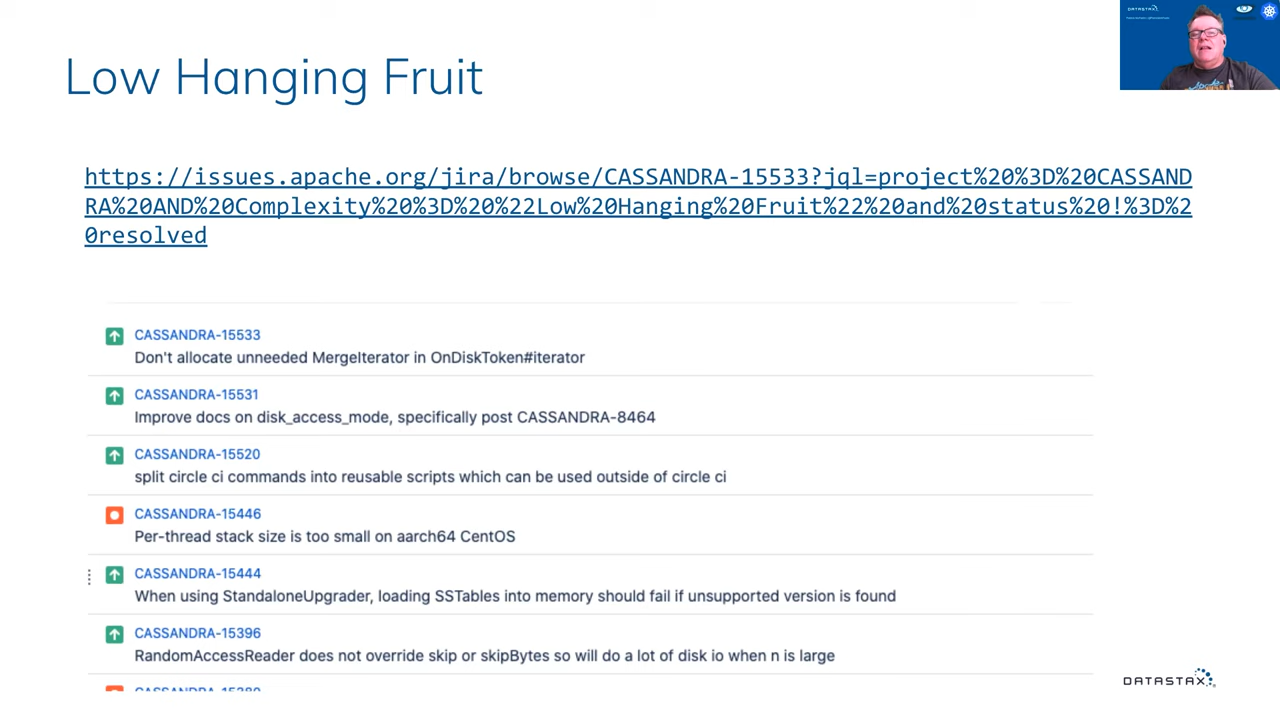 DATASTAX
Low Hanging Fruit
https://issues.apache.org/jira/browse/CASSANDRA-15533?jql=project%20%3D%20CASSAND
RA%20AND%20Complexity%20%3D%20%22Low%20Hanging%20Fruit%22%20and%20status%20!%3D%2
0resolved
CASSANDRA-15533
Don't allocate unneeded MergeIterator in OnDiskToken#iterator
CASSANDRA-15531
Improve docs on disk_access_mode, specifically post CASSANDRA-8464
CASSANDRA-15520
split circle ci commands into reusable scripts which can be used outside of circle ci
CASSANDRA-15446
Per-thread stack size is too small on aarch64 CentOS
CASSANDRA-15444
When using StandaloneUpgrader, loading SSTables into memory should fail if unsupported version is found
CASSANDRA-15396
RandomAccessReader does not override skip or skipBytes so will do a lot of disk io when n is large
DATASTAX